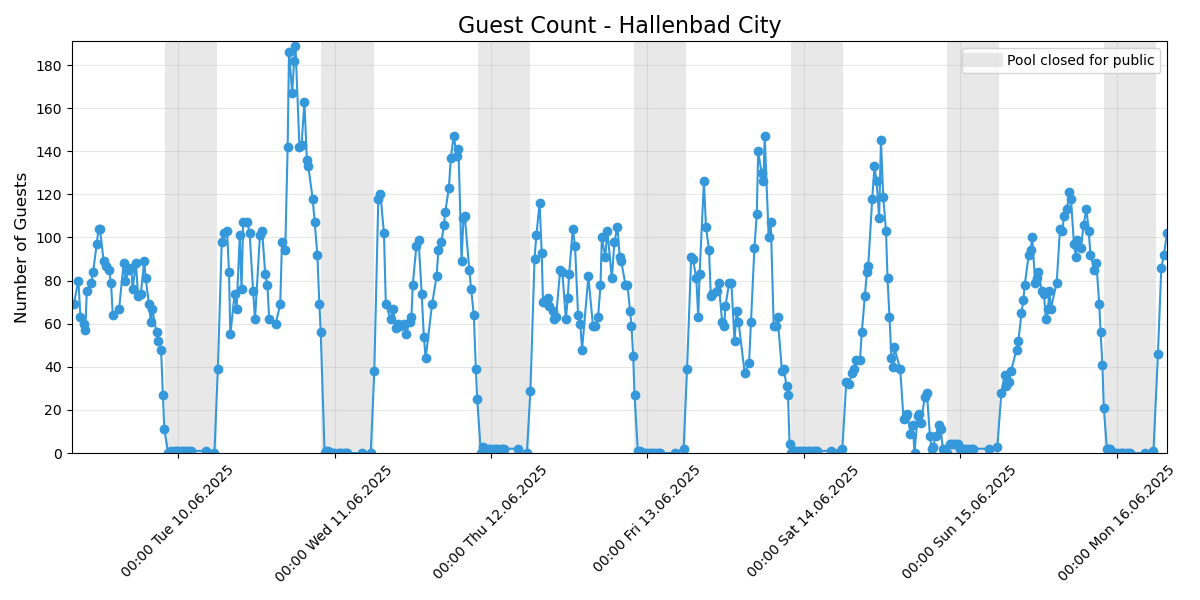 Guest Count - Hallenbad City
Pool closed for public
Number of Guests
180
160
140
120
100
80
60
40
20
0
00:00 Tue 10.06.2025
00:00 Wed 11.06.2025
00:00 Thu 12.06.2025
00:00 Fri 13.06.2025
00:00 Sat 14.06.2025
00:00 Sun 15.06.2025
00:00 Mon 16.06.2025